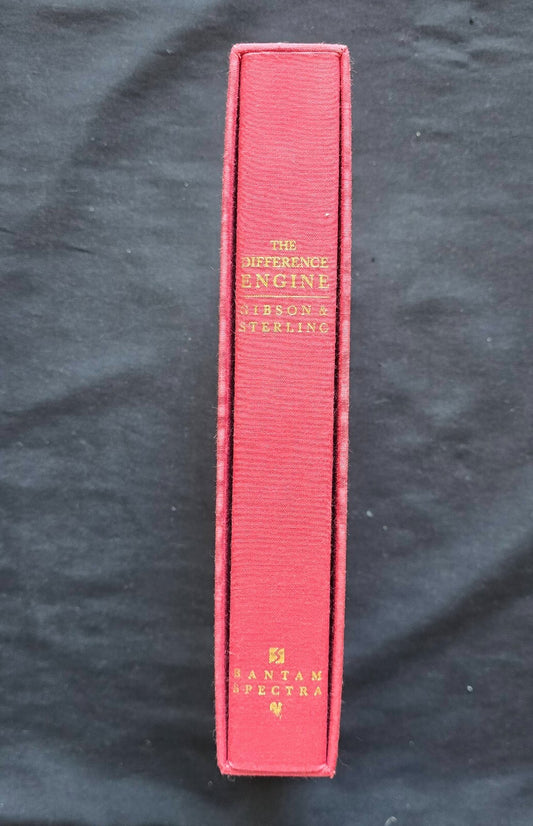 THE
DIFFERENCE
ENGINE
GIBSON &
STERLING
BANTAM
SPECTRA